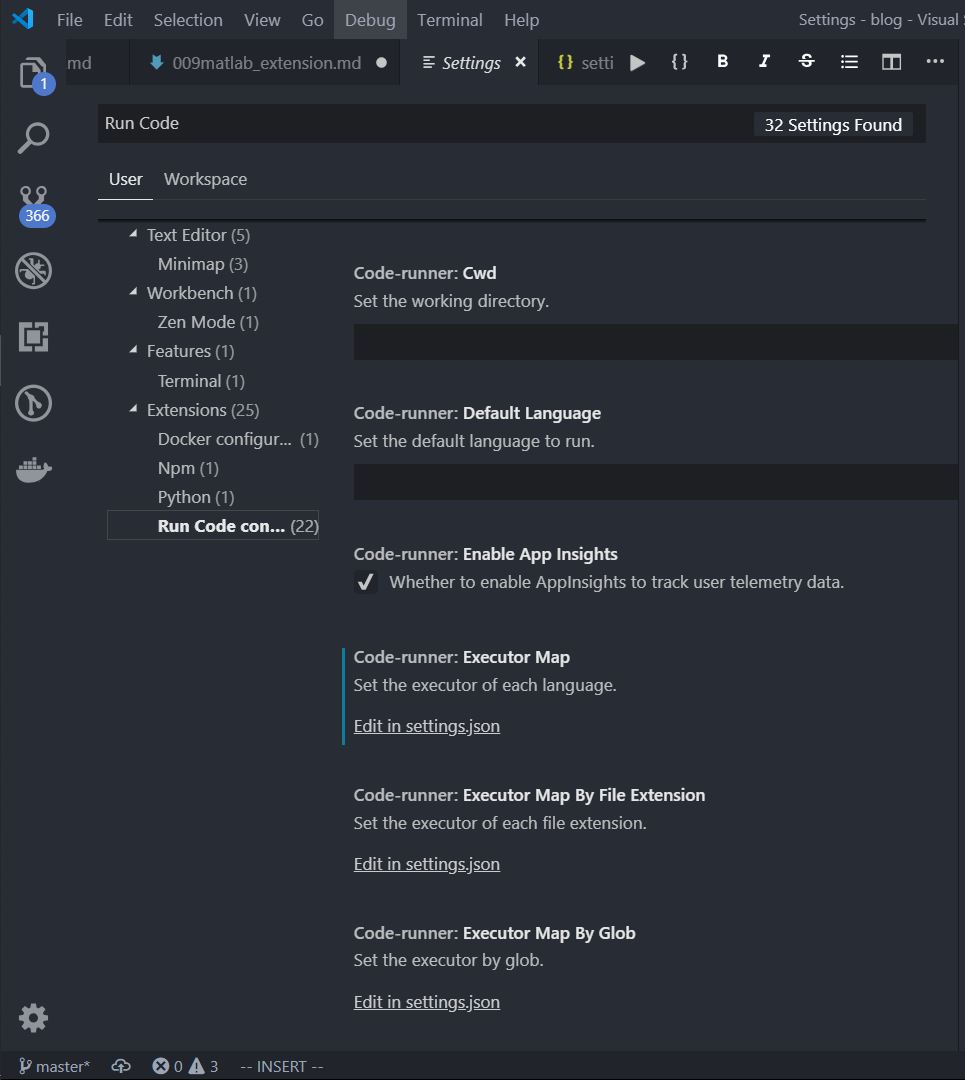 File Edit Selection View Go Debug Terminal Help Settings - blog - Visual
md 009matlab_extension.md Settings setti B I S
1
Run Code 32 Settings Found
User Workspace
366
Text Editor (5)
Minimap (3)
Workbench (1)
Zen Mode (1)
Features (1)
Terminal (1)
Extensions (25)
Docker configur... (1)
Npm (1)
Python (1)
Run Code con... (22)
Code-runner: Cwd
Set the working directory.
Code-runner: Default Language
Set the default language to run.
Code-runner: Enable App Insights
Whether to enable AppInsights to track user telemetry data.
Code-runner: Executor Map
Set the executor of each language.
Edit in settings.json
Code-runner: Executor Map By File Extension
Set the executor of each file extension.
Edit in settings.json
Code-runner: Executor Map By Glob
Set the executor by glob.
Edit in settings.json
master* 0 3 -- INSERT --